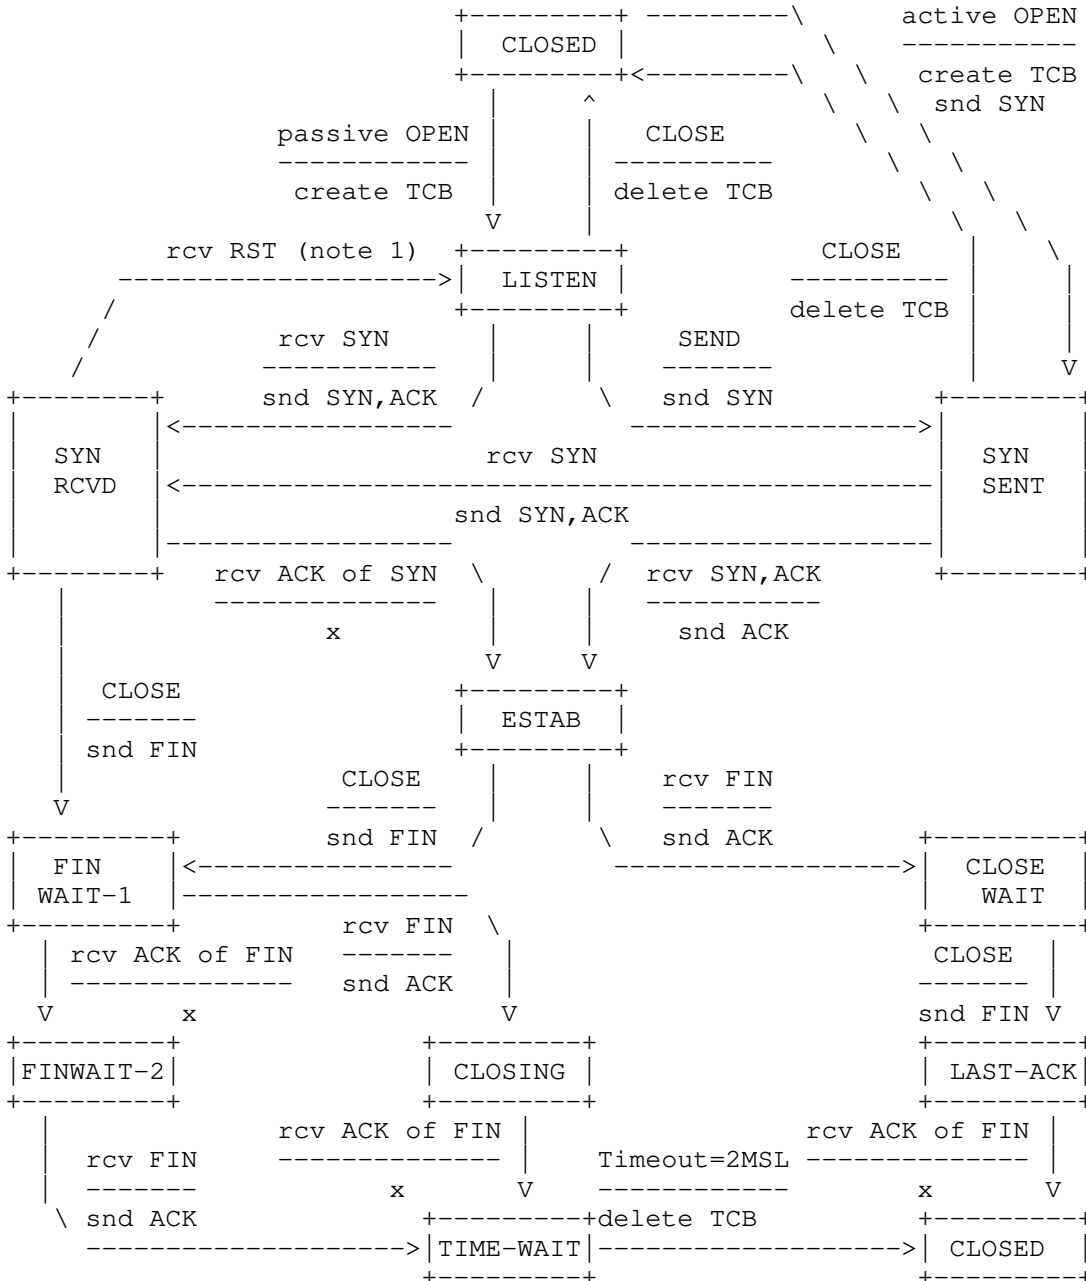 +---------+ ---------\      active OPEN
|  CLOSED |            \    -----------
+---------+<---------\   \   create TCB
  |     ^              \   \  snd SYN
passive OPEN |     |   CLOSE        \   \
------------ |     | ----------       \   \
create TCB  |     | delete TCB         \   \
V     |                      \   \
rcv RST (note 1)  +---------+            CLOSE    |    \
-------------------->|  LISTEN |          ---------- |     |
/                    +---------+          delete TCB |     |
/           rcv SYN      |     |     SEND              |     |
/           -----------   |     |    -------            |     V
+--------+      snd SYN,ACK  /       \   snd SYN          +--------+
|        |<-----------------           ------------------>|        |
|  SYN   |                    rcv SYN                     |  SYN   |
|  RCVD  |<-----------------------------------------------|  SENT  |
|        |                  snd SYN,ACK                   |        |
|        |------------------           -------------------|        |
+--------+   rcv ACK of SYN  \       /  rcv SYN,ACK       +--------+
|           --------------   |     |   -----------
|                  x         |     |     snd ACK
|                            V     V
|  CLOSE                   +---------+
| -------                  |  ESTAB  |
| snd FIN                  +---------+
|                   CLOSE    |     |    rcv FIN
V                  -------   |     |    -------
+---------+          snd FIN  /       \   snd ACK          +---------+
|  FIN    |<-----------------           ------------------>|  CLOSE  |
| WAIT-1  |------------------                              |   WAIT  |
+---------+          rcv FIN  \                            +---------+
| rcv ACK of FIN   -------   |                            CLOSE  |
| --------------   snd ACK   |                           ------- |
V        x                   V                           snd FIN V
+---------+                  +---------+                   +---------+
|FINWAIT-2|                  | CLOSING |                   | LAST-ACK|
+---------+                  +---------+                   +---------+
|                rcv ACK of FIN |                 rcv ACK of FIN |
|  rcv FIN       -------------- |    Timeout=2MSL -------------- |
|  -------              x       V    ------------        x       V
\ snd ACK                 +---------+delete TCB         +---------+
------------------------>|TIME-WAIT|------------------>| CLOSED  |
+---------+                   +---------+